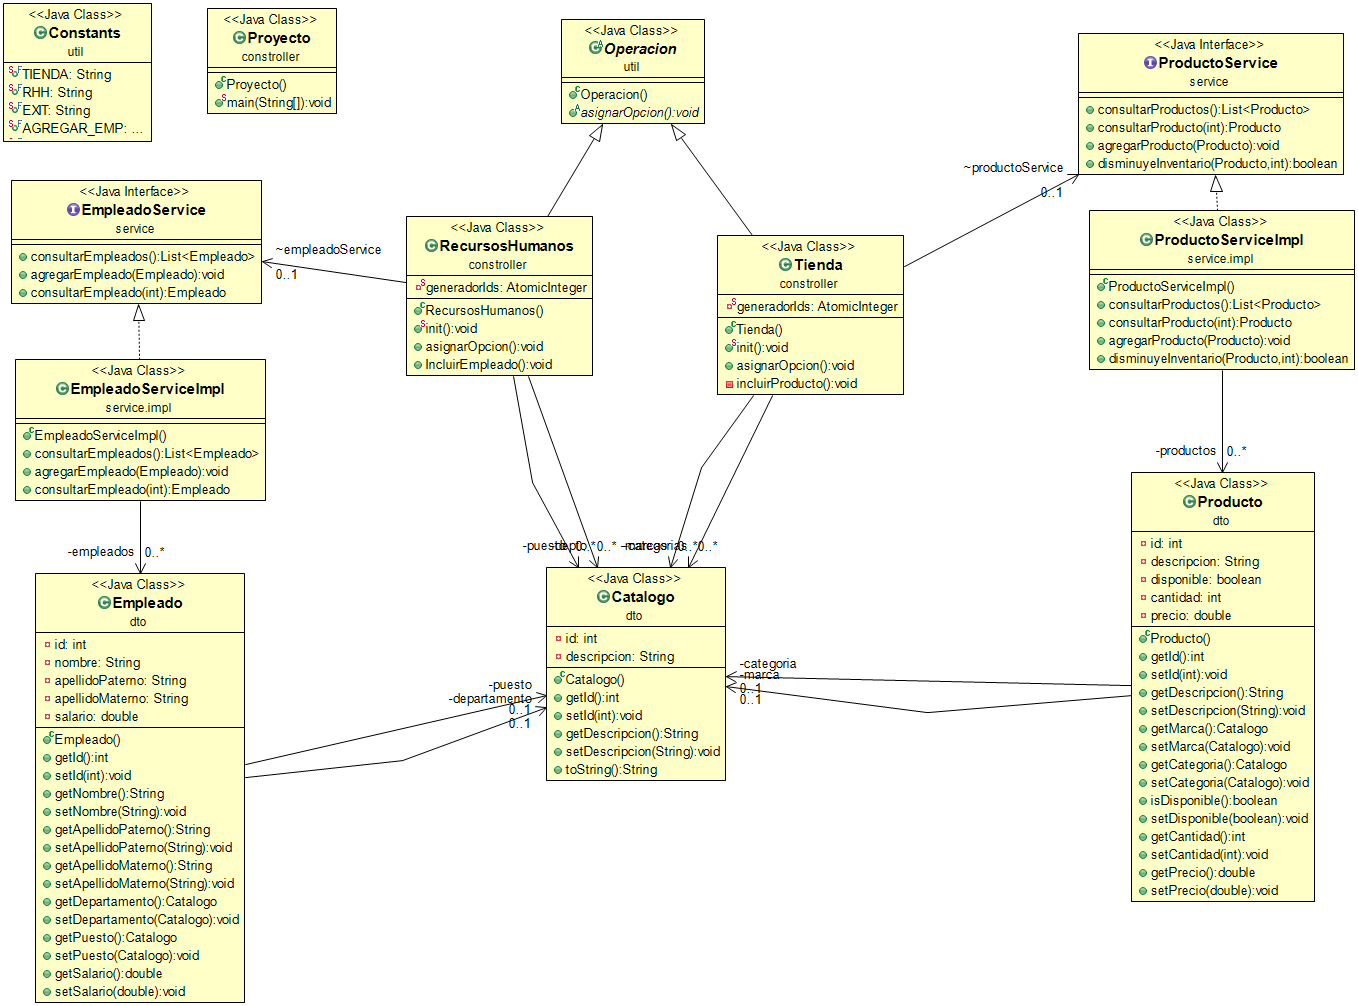 <<Java Class>>
Constants
util
TIENDA: String
RHH: String
EXIT: String
AGREGAR_EMP: ...
<<Java Class>>
Proyecto
constroller
Proyecto()
main(String[]):void
<<Java Class>>
Operacion
util
Operacion()
asignarOpcion():void
<<Java Interface>>
ProductoService
service
consultarProductos():List<Producto>
consultarProducto(int):Producto
agregarProducto(Producto):void
disminuyeInventario(Producto,int):boolean
~productoService
0..1
<<Java Interface>>
EmpleadoService
service
consultarEmpleados():List<Empleado>
agregarEmpleado(Empleado):void
consultarEmpleado(int):Empleado
~empleadoService
0..1
<<Java Class>>
RecursosHumanos
constroller
generadorIds: AtomicInteger
RecursosHumanos()
init():void
asignarOpcion():void
IncluirEmpleado():void
<<Java Class>>
Tienda
constroller
generadorIds: AtomicInteger
Tienda()
init():void
asignarOpcion():void
incluirProducto():void
<<Java Class>>
ProductoServiceImpl
service.impl
ProductoServiceImpl()
consultarProductos():List<Producto>
consultarProducto(int):Producto
agregarProducto(Producto):void
disminuyeInventario(Producto,int):boolean
<<Java Class>>
EmpleadoServiceImpl
service.impl
EmpleadoServiceImpl()
consultarEmpleados():List<Empleado>
agregarEmpleado(Empleado):void
consultarEmpleado(int):Empleado
-productos 0..*
-empleados 0..*
0..*
0..*
<<Java Class>>
Empleado
dto
id: int
nombre: String
apellidoPaterno: String
apellidoMaterno: String
salario: double
Empleado()
getId():int
setId(int):void
getNombre():String
setNombre(String):void
getApellidoPaterno():String
setApellidoPaterno(String):void
getApellidoMaterno():String
setApellidoMaterno(String):void
getDepartamento():Catalogo
setDepartamento(Catalogo):void
getPuesto():Catalogo
setPuesto(Catalogo):void
getSalario():double
setSalario(double):void
-puesto
-departamento
0..1
0..1
<<Java Class>>
Catalogo
dto
id: int
descripcion: String
Catalogo()
getId():int
setId(int):void
getDescripcion():String
setDescripcion(String):void
toString():String
-categoria
-marca
0..1
0..1
<<Java Class>>
Producto
dto
id: int
descripcion: String
disponible: boolean
cantidad: int
precio: double
Producto()
getId():int
setId(int):void
getDescripcion():String
setDescripcion(String):void
getMarca():Catalogo
setMarca(Catalogo):void
getCategoria():Catalogo
setCategoria(Catalogo):void
isDisponible():boolean
setDisponible(boolean):void
getCantidad():int
setCantidad(int):void
getPrecio():double
setPrecio(double):void